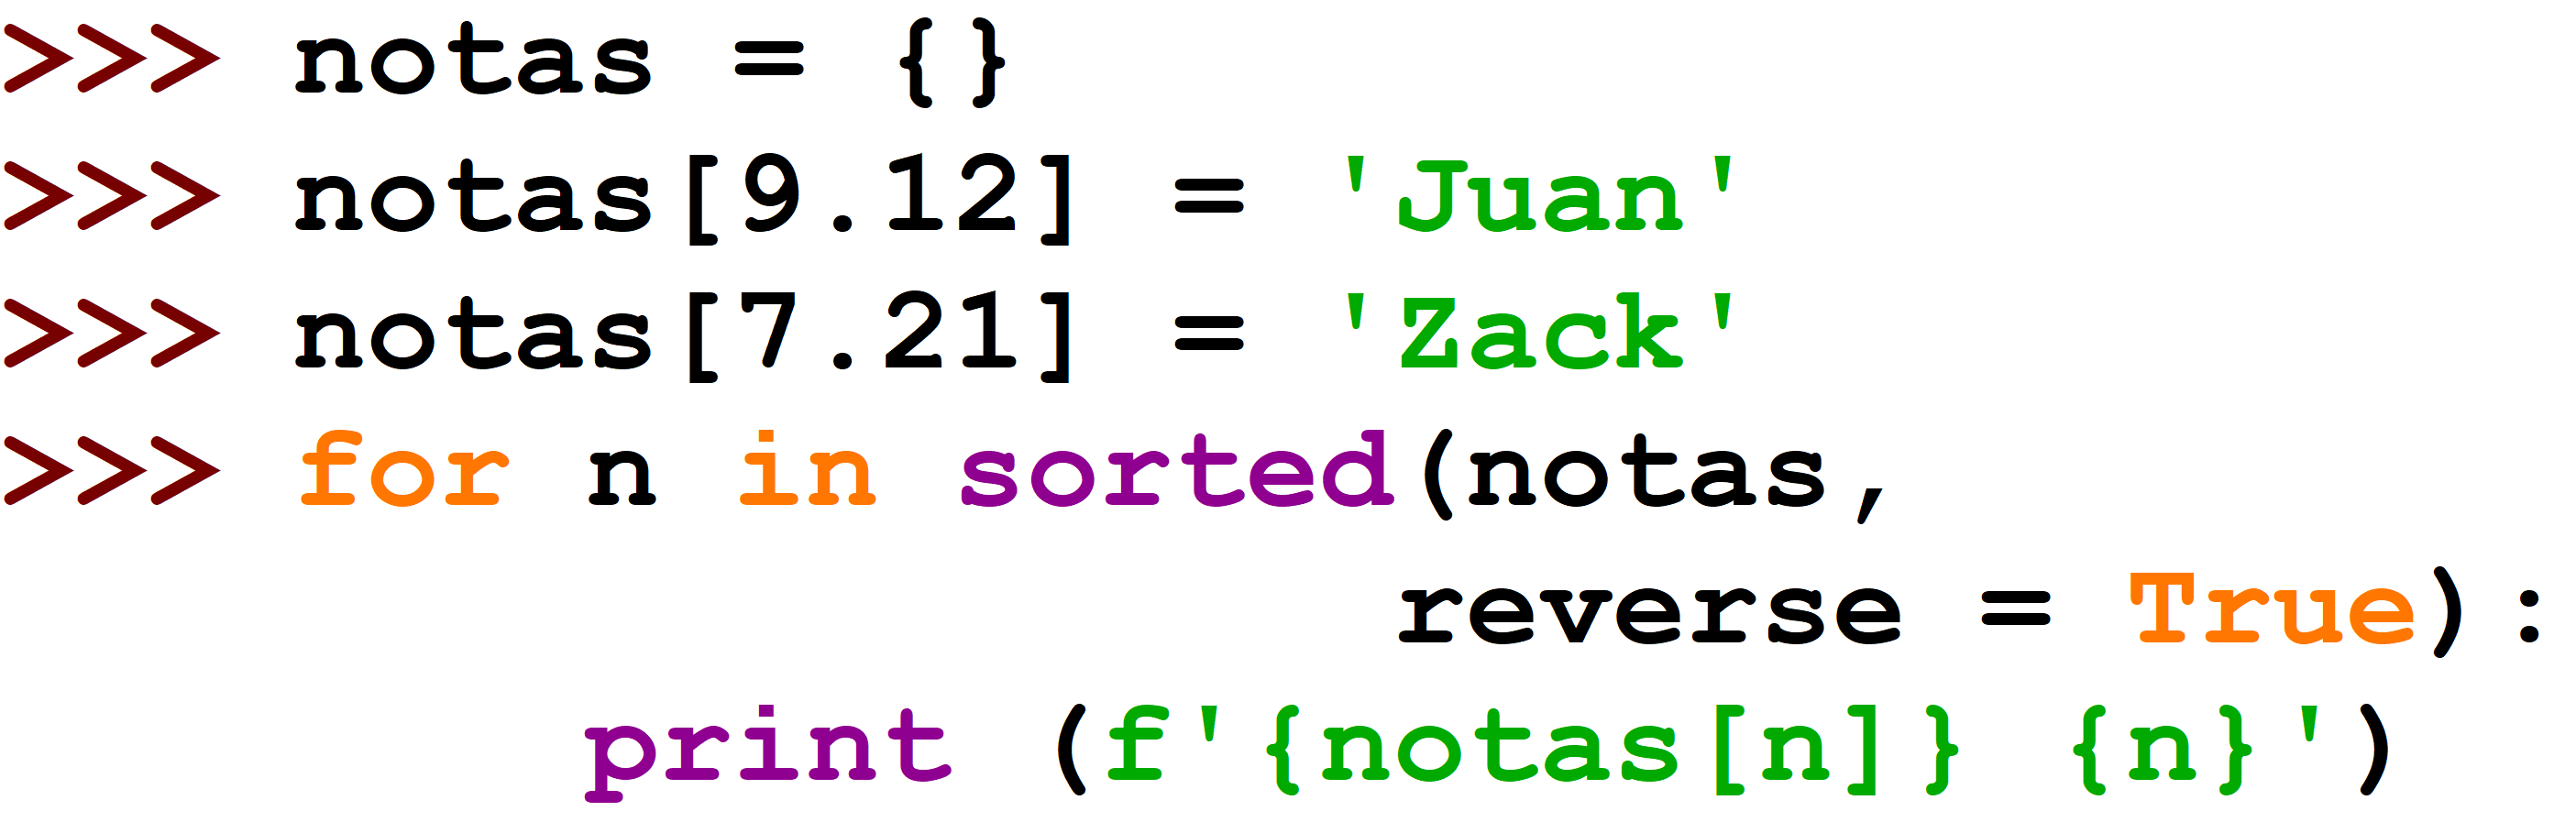 >>> notas = {}
>>> notas[9.12] = 'Juan'
>>> notas[7.21] = 'Zack'
>>> for n in sorted(notas,
                   reverse = True):
        print (f'{notas[n]} {n}')